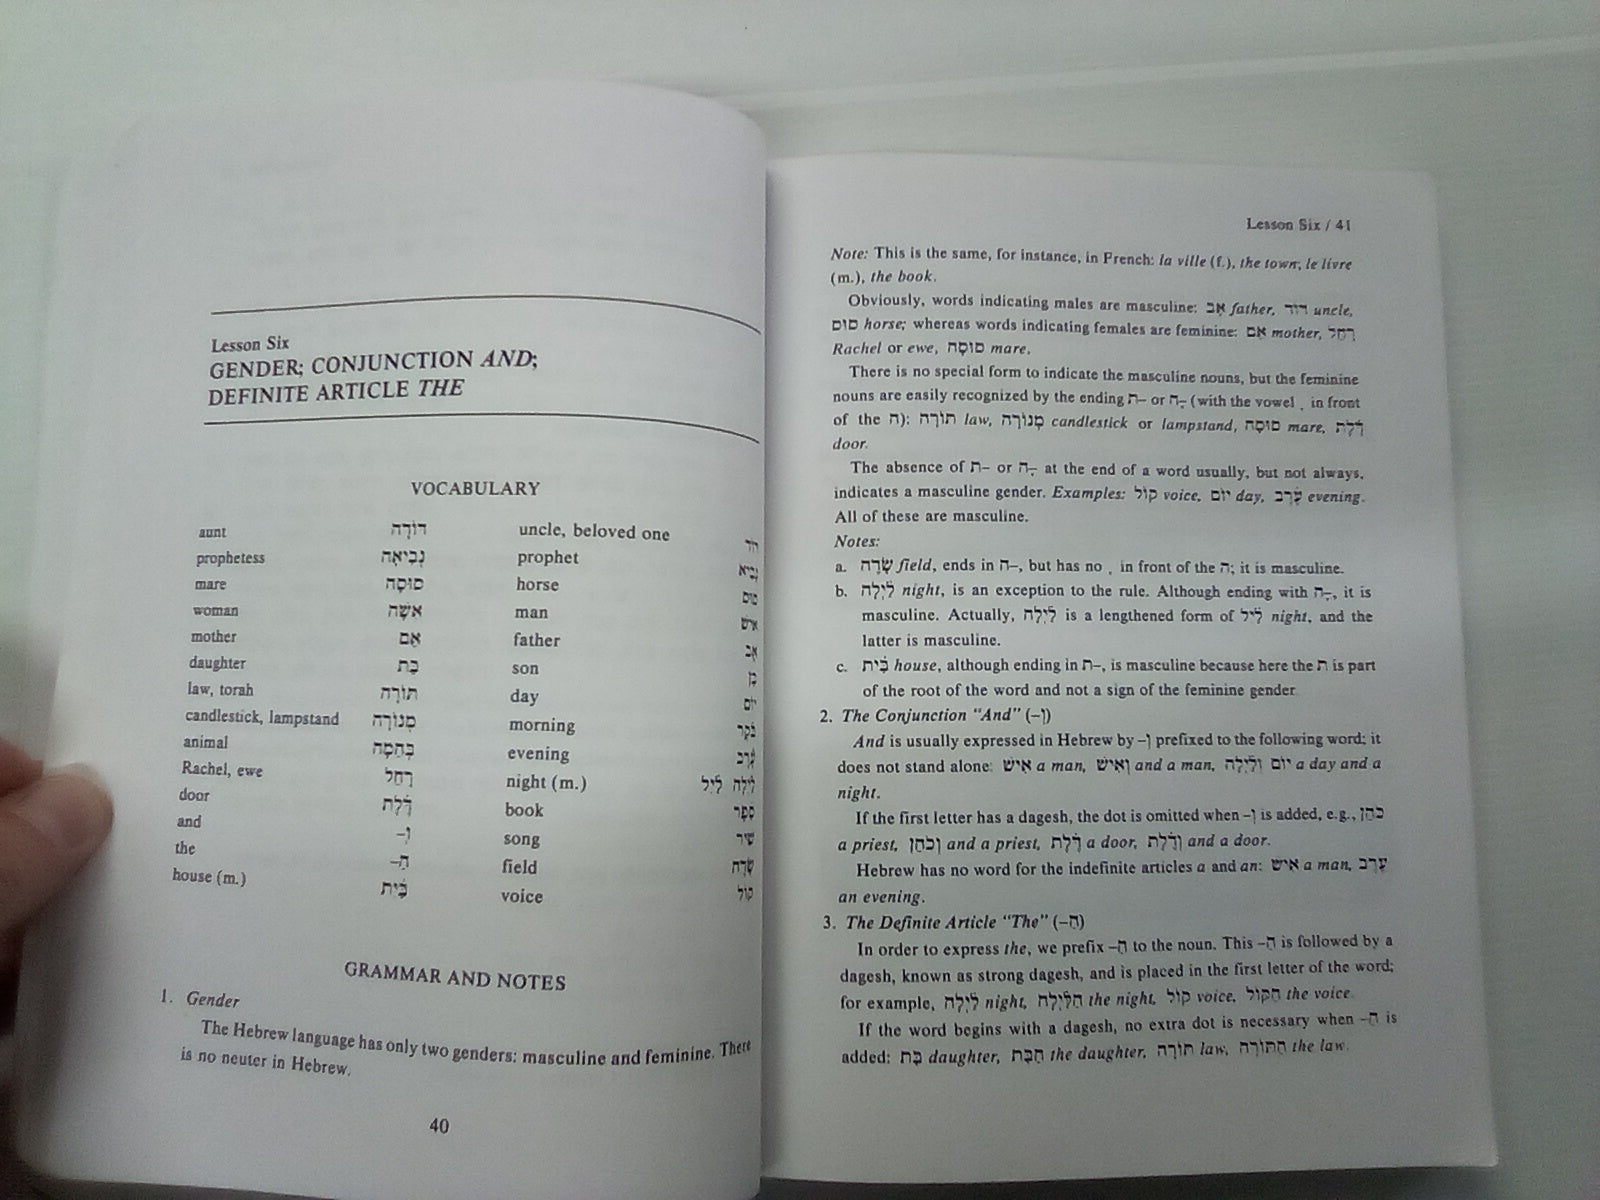 Lesson Six
GENDER; CONJUNCTION AND;
DEFINITE ARTICLE THE
VOCABULARY
aunt דּוֹדָה uncle, beloved one דּוֹד
prophetess נְבִיאָה prophet נָבִיא
mare סוּסָה horse סוּס
woman אִשָּׁה man אִישׁ
mother אֵם father אָב
daughter בַּת son בֵּן
law, torah תּוֹרָה day יוֹם
candlestick, lampstand מְנוֹרָה morning בֹּקֶר
animal בְּהֵמָה evening עֶרֶב
Rachel, ewe רָחֵל night (m.) לַיְלָה לַיִל
door דֶּלֶת book סֵפֶר
and וְ– song שִׁיר
the הַ– field שָׂדֶה
house (m.) בַּיִת voice קוֹל
GRAMMAR AND NOTES
1. Gender
The Hebrew language has only two genders: masculine and feminine. There
is no neuter in Hebrew.
40
Lesson Six / 41
Note: This is the same, for instance, in French: la ville (f.), the town; le livre
(m.), the book.
Obviously, words indicating males are masculine: אָב father, דּוֹד uncle,
סוּס horse; whereas words indicating females are feminine: אֵם mother, רָחֵל
Rachel or ewe, סוּסָה mare.
There is no special form to indicate the masculine nouns, but the feminine
nouns are easily recognized by the ending ת– or ה ָ– (with the vowel ָ in front
of the ה): תּוֹרָה law, מְנוֹרָה candlestick or lampstand, סוּסָה mare, דֶּלֶת
door.
The absence of ת– or ה ָ– at the end of a word usually, but not always,
indicates a masculine gender. Examples: קוֹל voice, יוֹם day, עֶרֶב evening.
All of these are masculine.
Notes:
a. שָׂדֶה field, ends in ה–, but has no ָ in front of the ה; it is masculine.
b. לַיְלָה night, is an exception to the rule. Although ending with ה ָ–, it is
masculine. Actually, לַיְלָה is a lengthened form of לַיִל night, and the
latter is masculine.
c. בַּיִת house, although ending in ת–, is masculine because here the ת is part
of the root of the word and not a sign of the feminine gender.
2. The Conjunction "And" (וְ–)
And is usually expressed in Hebrew by וְ– prefixed to the following word; it
does not stand alone: אִישׁ a man, וְאִישׁ and a man, יוֹם וְלַיְלָה a day and a
night.
If the first letter has a dagesh, the dot is omitted when וְ– is added, e.g., כֹּהֵן
a priest, וְכֹהֵן and a priest, דֶּלֶת a door, וְדֶלֶת and a door.
Hebrew has no word for the indefinite articles a and an: אִישׁ a man, עֶרֶב
an evening.
3. The Definite Article "The" (הַ–)
In order to express the, we prefix הַ– to the noun. This הַ– is followed by a
dagesh, known as strong dagesh, and is placed in the first letter of the word;
for example, לַיְלָה night, הַלַּיְלָה the night, קוֹל voice, הַקּוֹל the voice.
If the word begins with a dagesh, no extra dot is necessary when הַ– is
added: בַּת daughter, הַבַּת the daughter, תּוֹרָה law, הַתּוֹרָה the law.